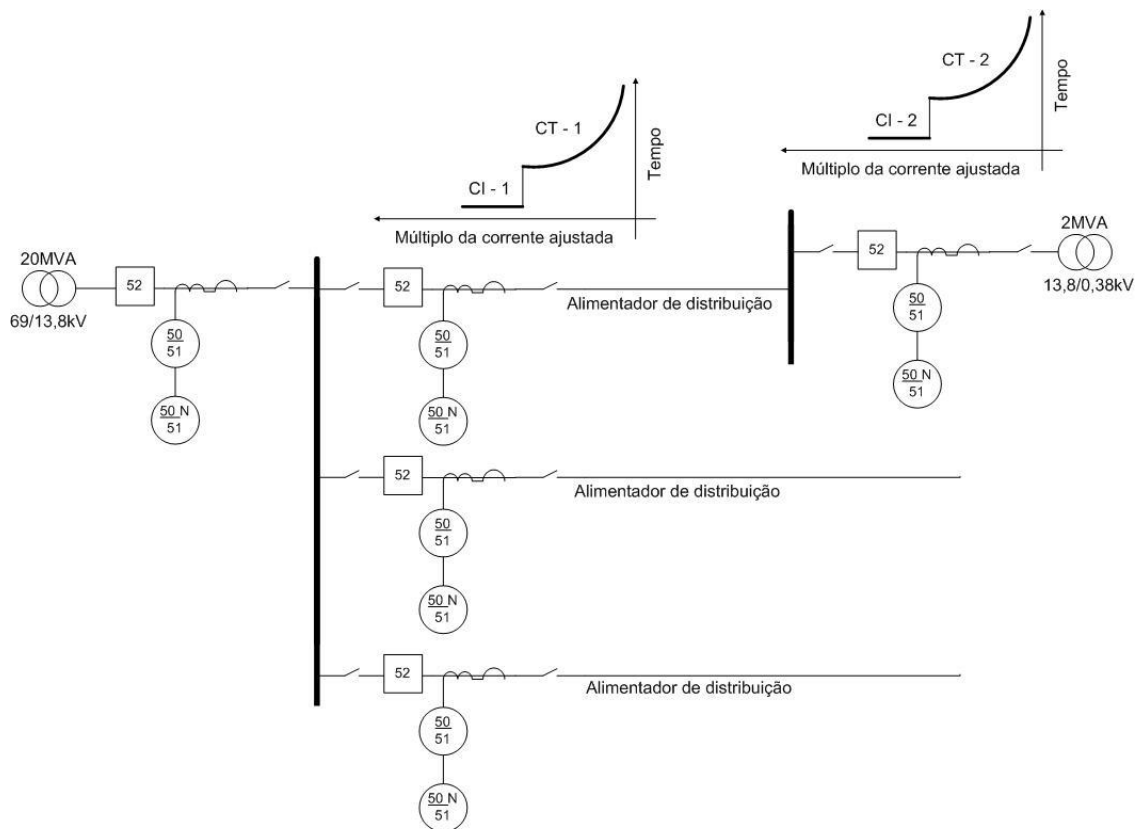 CT - 2
CI - 2
Tempo
Múltiplo da corrente ajustada
CT - 1
CI - 1
Tempo
Múltiplo da corrente ajustada
20MVA
52
69/13,8kV
50
51
50 N
51
52
Alimentador de distribuição
50
51
50 N
51
52
2MVA
13,8/0,38kV
50
51
50 N
51
52
Alimentador de distribuição
50
51
50 N
51
52
Alimentador de distribuição
50
51
50 N
51